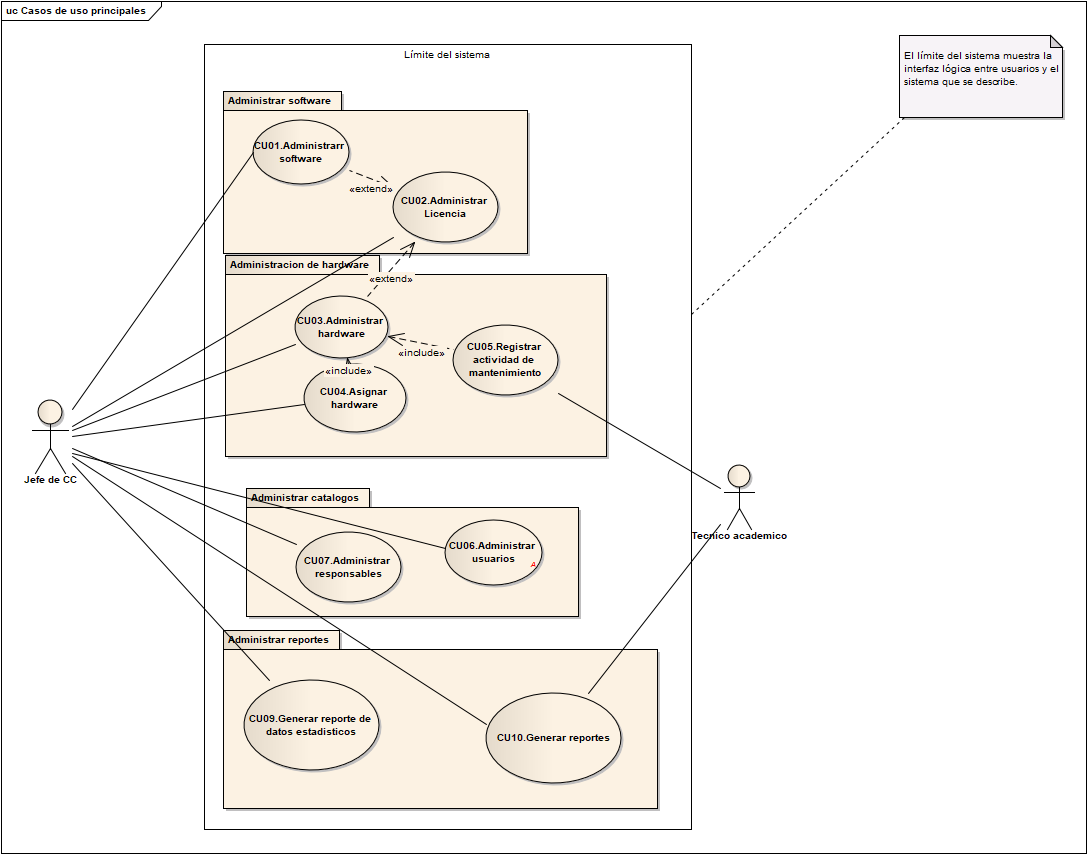 uc Casos de uso principales
Límite del sistema
El límite del sistema muestra la
interfaz lógica entre usuarios y el
sistema que se describe.
Administrar software
CU01.Administrarr
software
«extend»
CU02.Administrar
Licencia
Administracion de hardware
«extend»
CU03.Administrar
hardware
«include»
CU05.Registrar
actividad de
mantenimiento
«include»
CU04.Asignar
hardware
Jefe de CC
Tecnico academico
Administrar catalogos
CU06.Administrar
usuarios
A
CU07.Administrar
responsables
Administrar reportes
CU09.Generar reporte de
datos estadisticos
CU10.Generar reportes